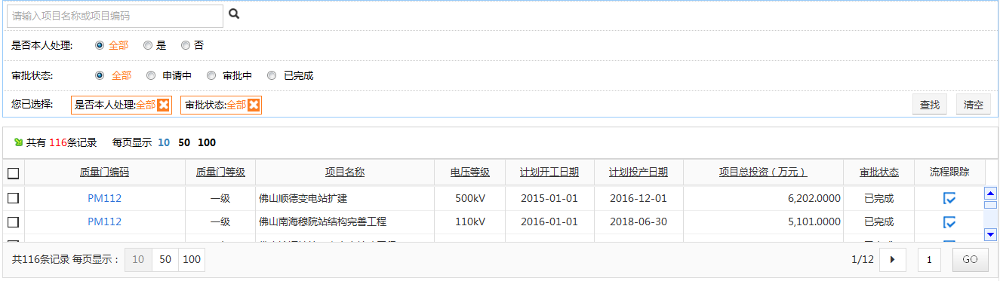 请输入项目名称或项目编码
是否本人处理: 全部 是 否
审批状态: 全部 申请中 审批中 已完成
您已选择: 是否本人处理:全部 审批状态:全部 查找 清空
共有 116条记录 每页显示 10 50 100
质量门编码 质量门等级 项目名称 电压等级 计划开工日期 计划投产日期 项目总投资（万元） 审批状态 流程跟踪
PM112 一级 佛山顺德变电站扩建 500kV 2015-01-01 2016-12-01 6,202.0000 已完成
PM112 一级 佛山南海穆院站结构完善工程 110kV 2016-01-01 2018-06-30 5,101.0000 已完成
共116条记录 每页显示： 10 50 100 1/12 1 GO